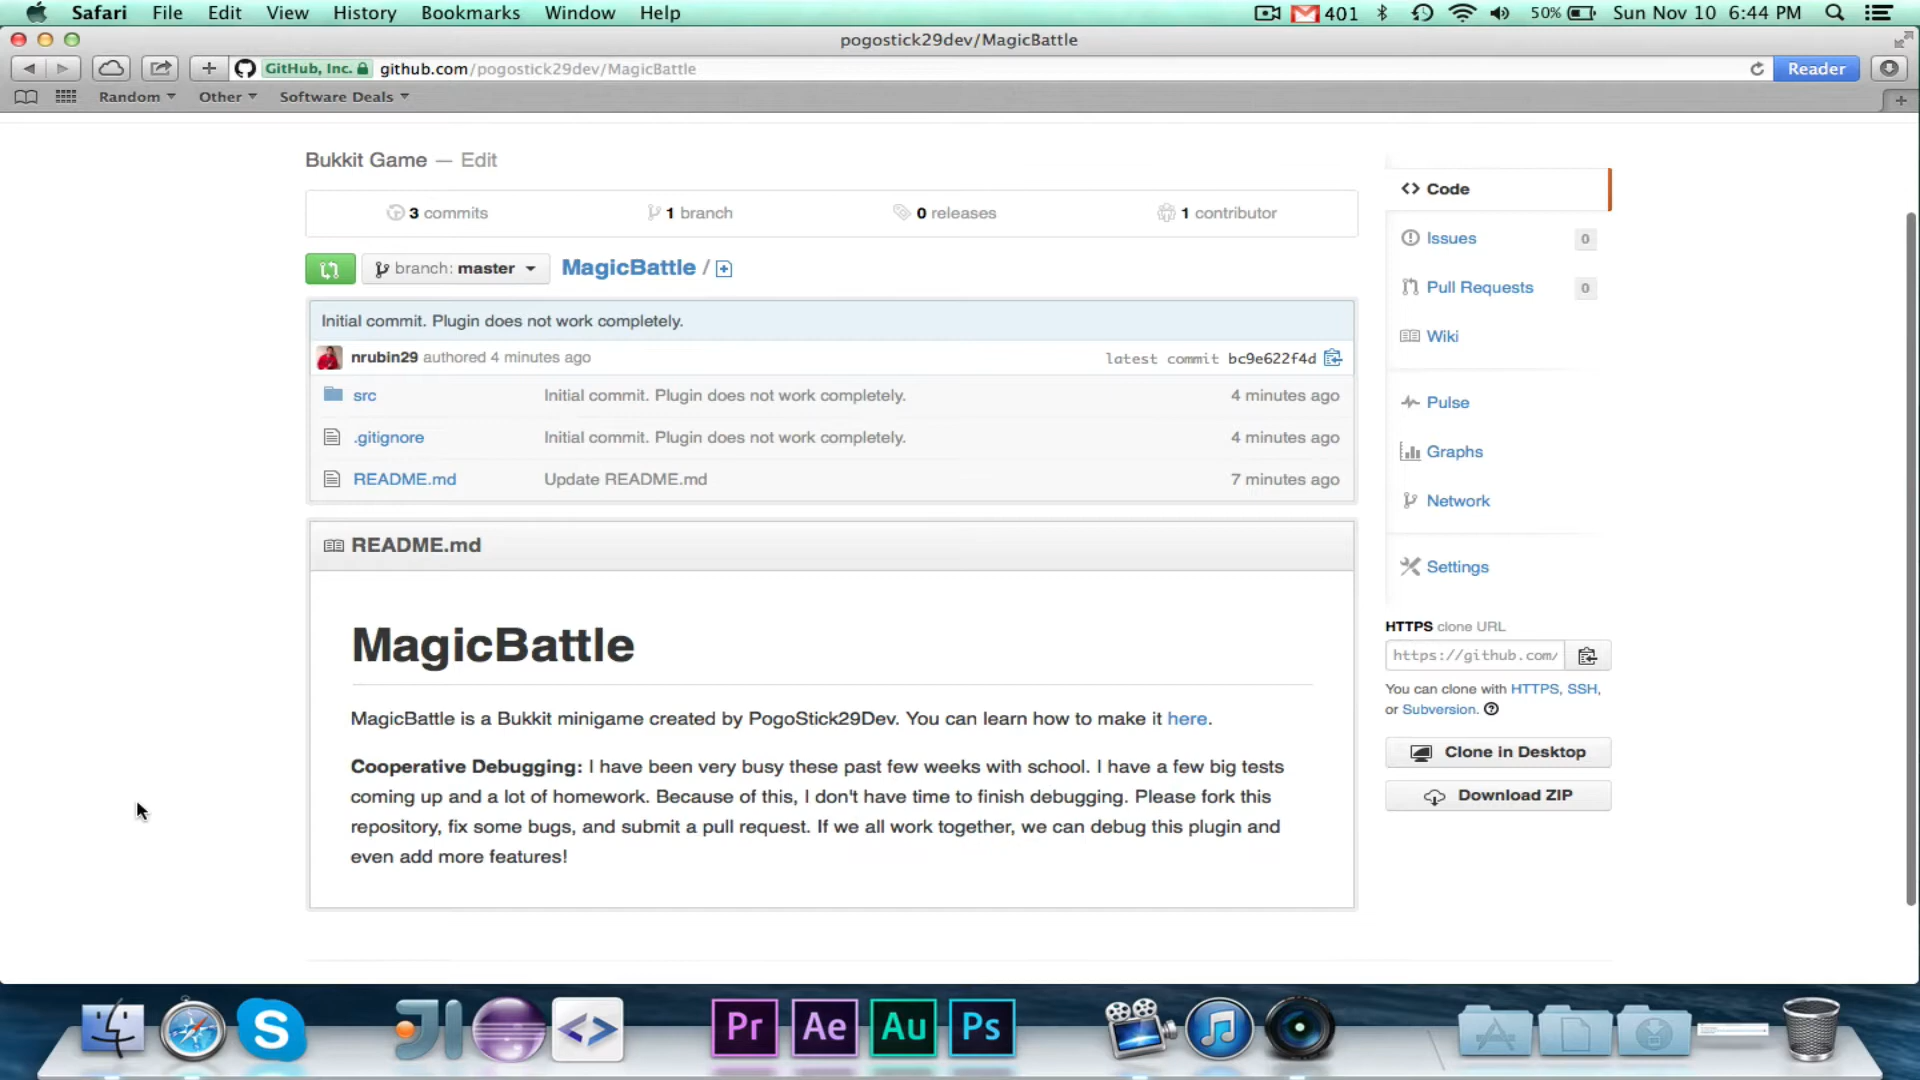 Safari File Edit View History Bookmarks Window Help 401 50% Sun Nov 10 6:44 PM
pogostick29dev/MagicBattle
GitHub, Inc. github.com/pogostick29dev/MagicBattle Reader
Random Other Software Deals
Bukkit Game — Edit
3 commits 1 branch 0 releases 1 contributor
branch: master MagicBattle /
Initial commit. Plugin does not work completely.
nrubin29 authored 4 minutes ago latest commit bc9e622f4d
src Initial commit. Plugin does not work completely. 4 minutes ago
.gitignore Initial commit. Plugin does not work completely. 4 minutes ago
README.md Update README.md 7 minutes ago
README.md
MagicBattle
MagicBattle is a Bukkit minigame created by PogoStick29Dev. You can learn how to make it here.
Cooperative Debugging: I have been very busy these past few weeks with school. I have a few big tests
coming up and a lot of homework. Because of this, I don't have time to finish debugging. Please fork this
repository, fix some bugs, and submit a pull request. If we all work together, we can debug this plugin and
even add more features!
Code
Issues 0
Pull Requests 0
Wiki
Pulse
Graphs
Network
Settings
HTTPS clone URL
https://github.com/
You can clone with HTTPS, SSH,
or Subversion.
Clone in Desktop
Download ZIP
S JI Pr Ae Au Ps